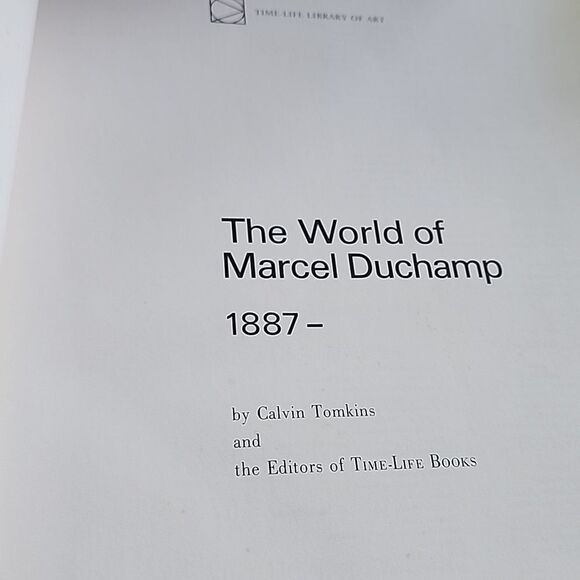 TIME-LIFE LIBRARY OF ART
The World of
Marcel Duchamp
1887 –
by Calvin Tomkins
and
the Editors of TIME-LIFE BOOKS